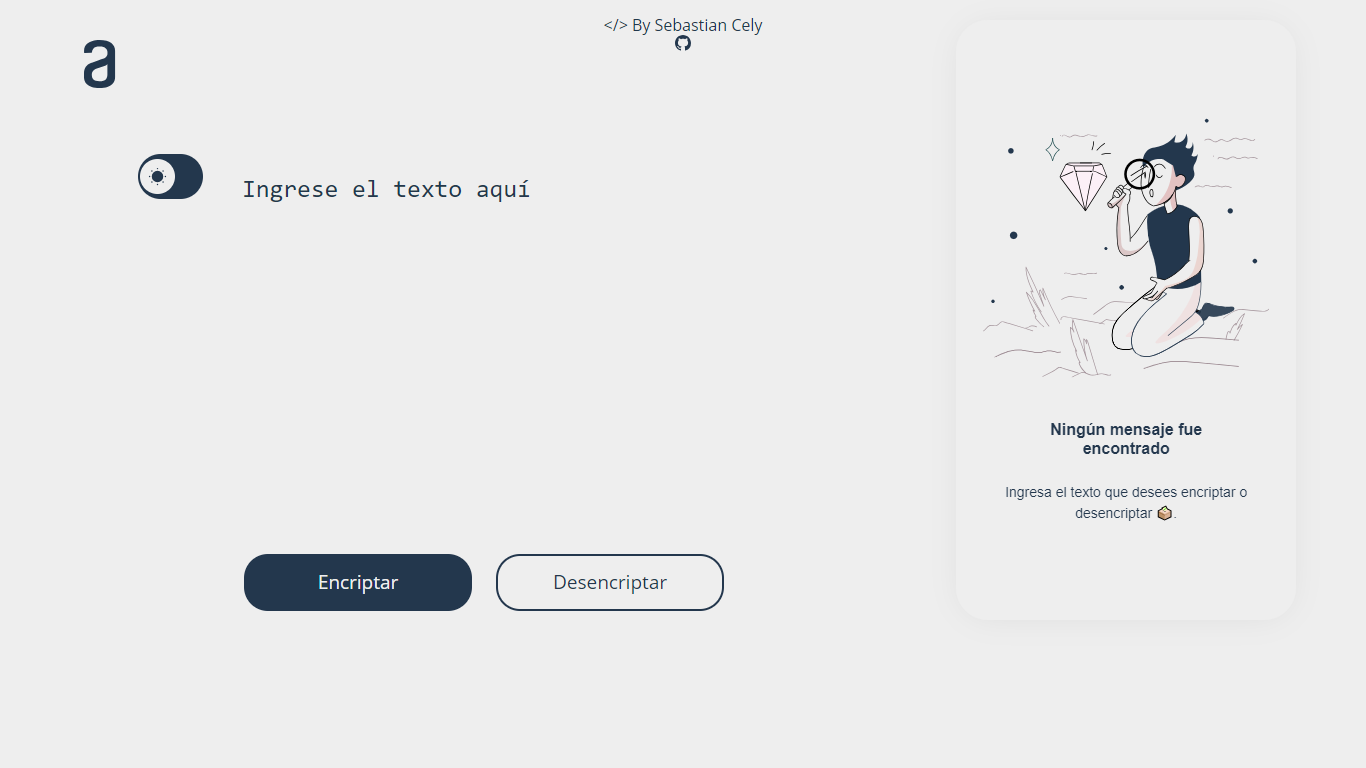 </> By Sebastian Cely
a
Ingrese el texto aquí
Encriptar
Desencriptar
Ningún mensaje fue
encontrado
Ingresa el texto que desees encriptar o
desencriptar 📦.